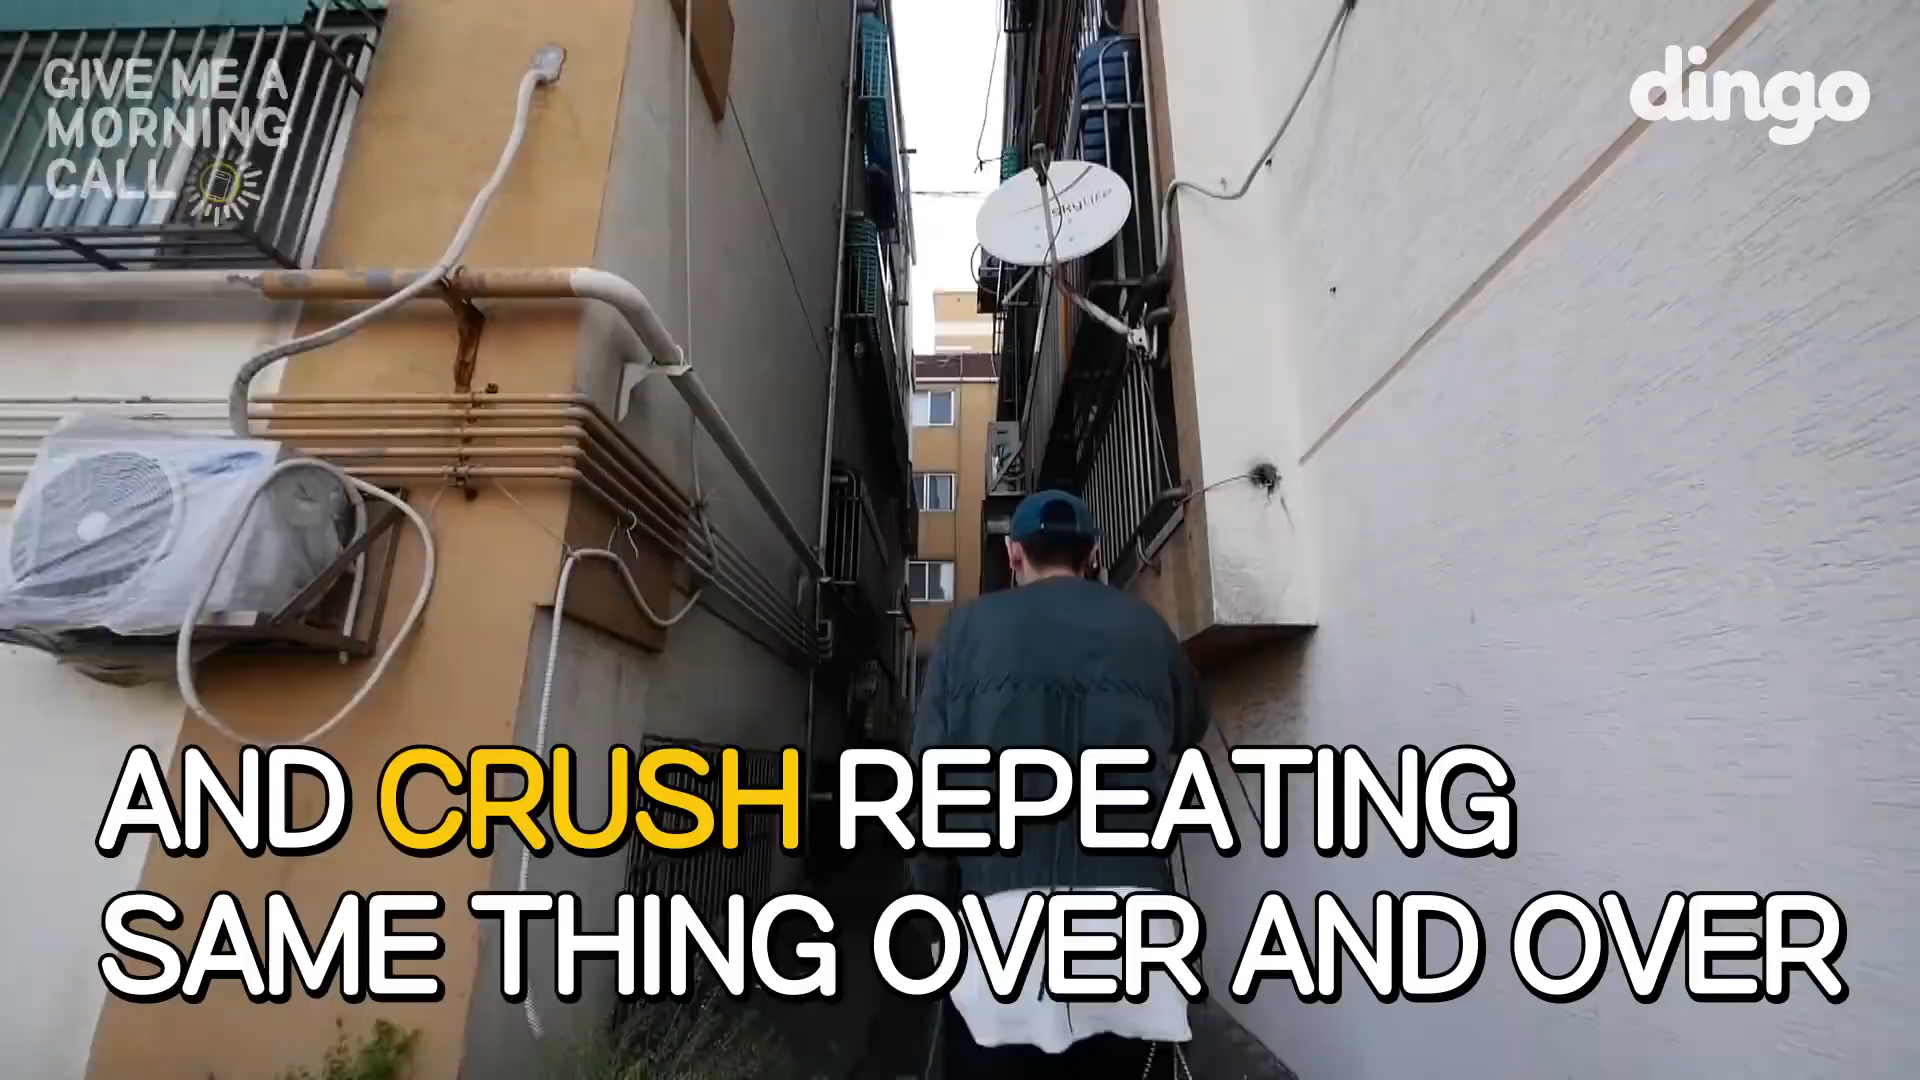 GIVE ME A
MORNING
CALL
dingo
skylife
AND CRUSH REPEATING
SAME THING OVER AND OVER